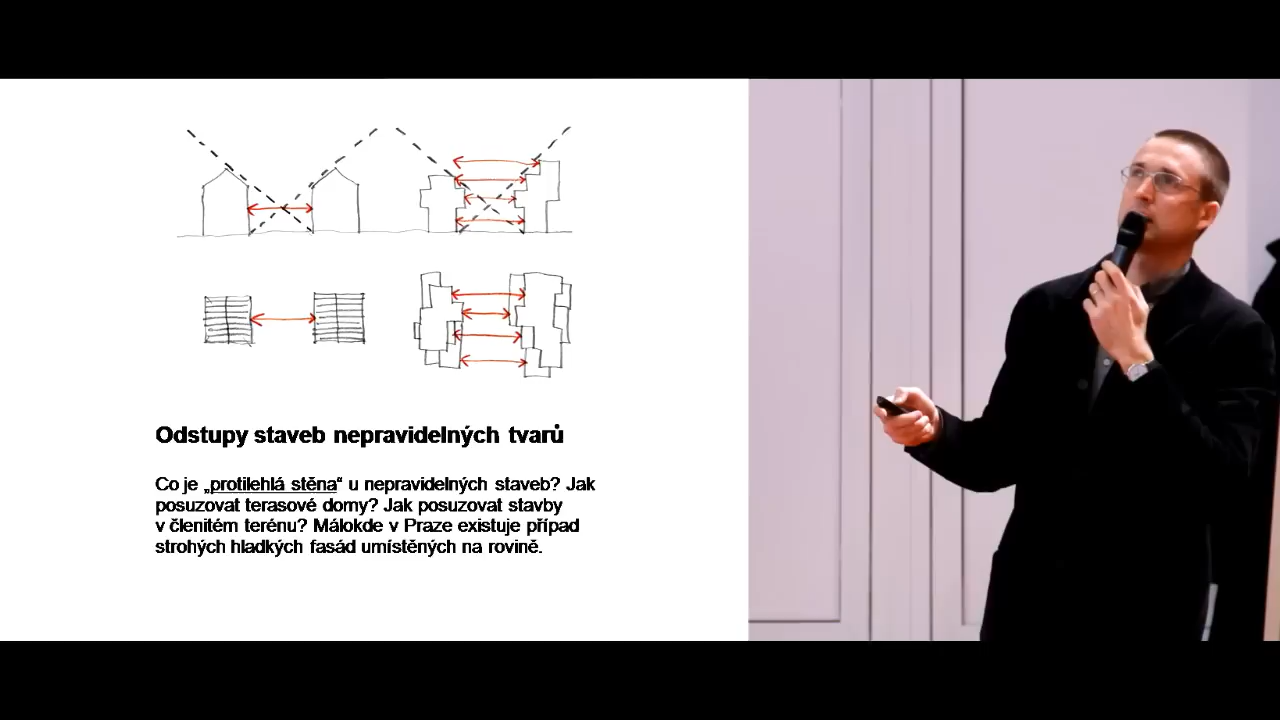 Odstupy staveb nepravidelných tvarů
Co je „protilehlá stěna“ u nepravidelných staveb? Jak
posuzovat terasové domy? Jak posuzovat stavby
v členitém terénu? Málokde v Praze existuje případ
strohých hladkých fasád umístěných na rovině.